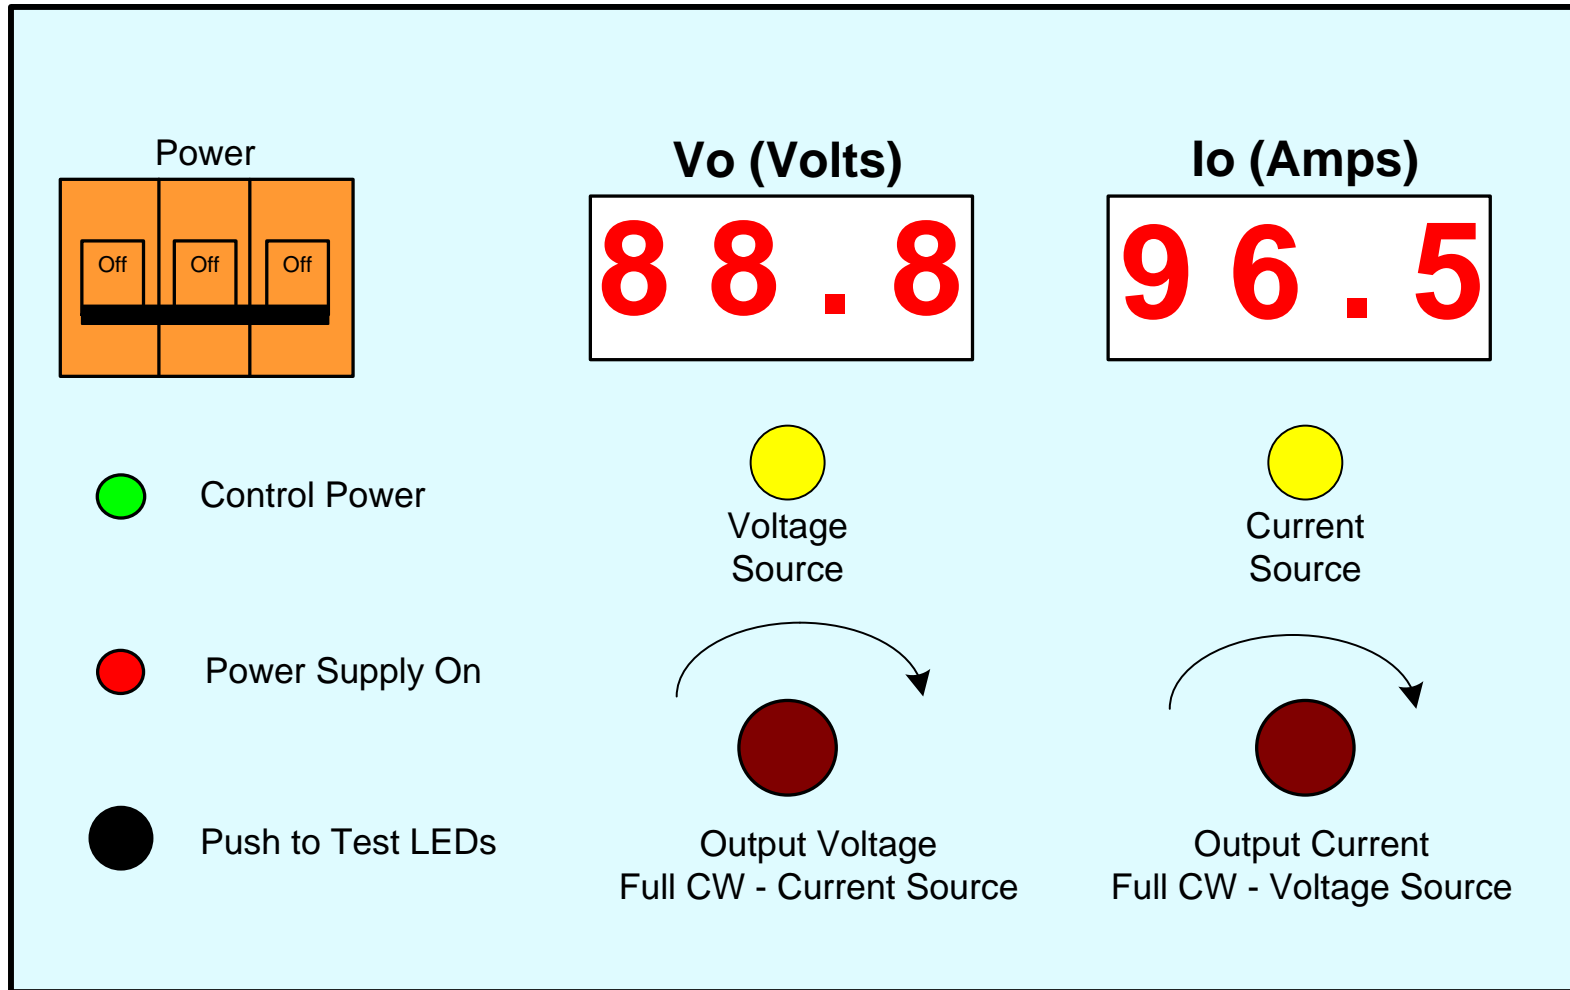 Power
Off Off Off
Vo (Volts)
88.8
Io (Amps)
96.5
Control Power
Power Supply On
Push to Test LEDs
Voltage
Source
Current
Source
Output Voltage
Full CW - Current Source
Output Current
Full CW - Voltage Source